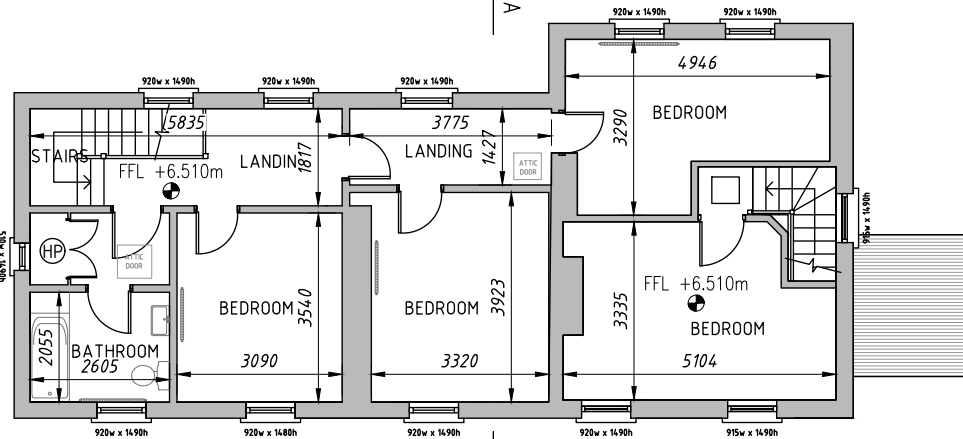 A
920w x 1490h
920w x 1490h
920w x 1490h
920w x 1490h
920w x 1490h
4946
BEDROOM
3290
5835
3775
STAIRS
LANDING
1817
LANDING
1427
FFL +6.510m
ATTIC
DOOR
915w x 1490h
HP
ATTIC
DOOR
BEDROOM
3540
BEDROOM
3923
FFL +6.510m
3335
BEDROOM
2055
BATHROOM
2605
3090
3320
5104
920w x 1490h
920w x 1480h
920w x 1490h
920w x 1490h
915w x 1490h